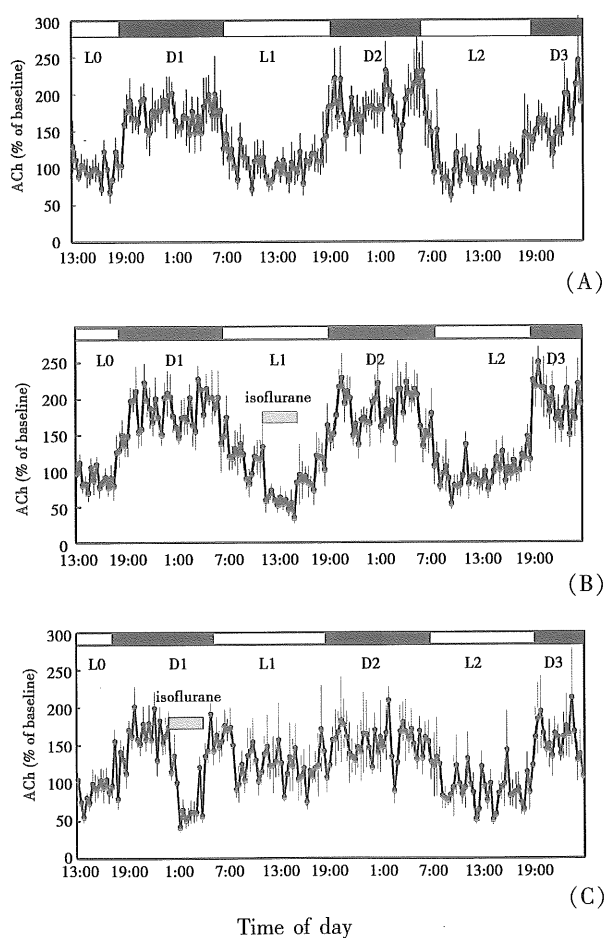 300
250
200
150
100
50
0
ACh (% of baseline)
L0 D1 L1 D2 L2 D3
13:00 19:00 1:00 7:00 13:00 19:00 1:00 7:00 13:00 19:00
(A)
250
200
150
100
50
0
ACh (% of baseline)
L0 D1 L1 D2 L2 D3
isoflurane
13:00 19:00 1:00 7:00 13:00 19:00 1:00 7:00 13:00 19:00
(B)
300
250
200
150
100
50
0
ACh (% of baseline)
L0 D1 L1 D2 L2 D3
isoflurane
13:00 19:00 1:00 7:00 13:00 19:00 1:00 7:00 13:00 19:00
(C)
Time of day